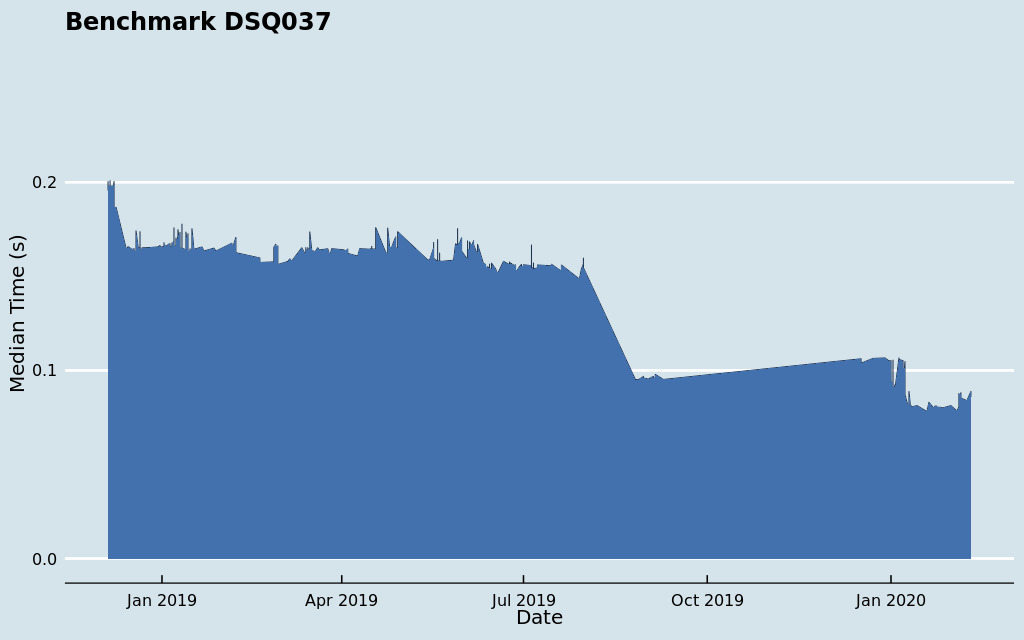 Benchmark DSQ037
Median Time (s)
0.2
0.1
0.0
Jan 2019
Apr 2019
Jul 2019
Oct 2019
Jan 2020
Date